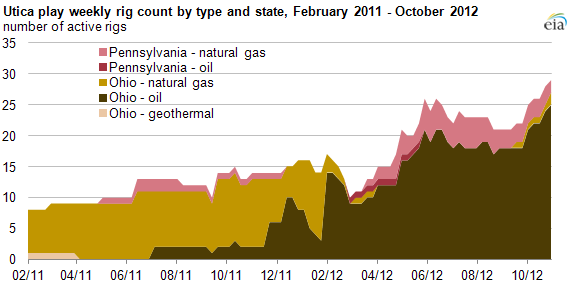 Utica play weekly rig count by type and state, February 2011 - October 2012
number of active rigs
eia
35
30
25
20
15
10
5
0
Pennsylvania - natural gas
Pennsylvania - oil
Ohio - natural gas
Ohio - oil
Ohio - geothermal
02/11 04/11 06/11 08/11 10/11 12/11 02/12 04/12 06/12 08/12 10/12